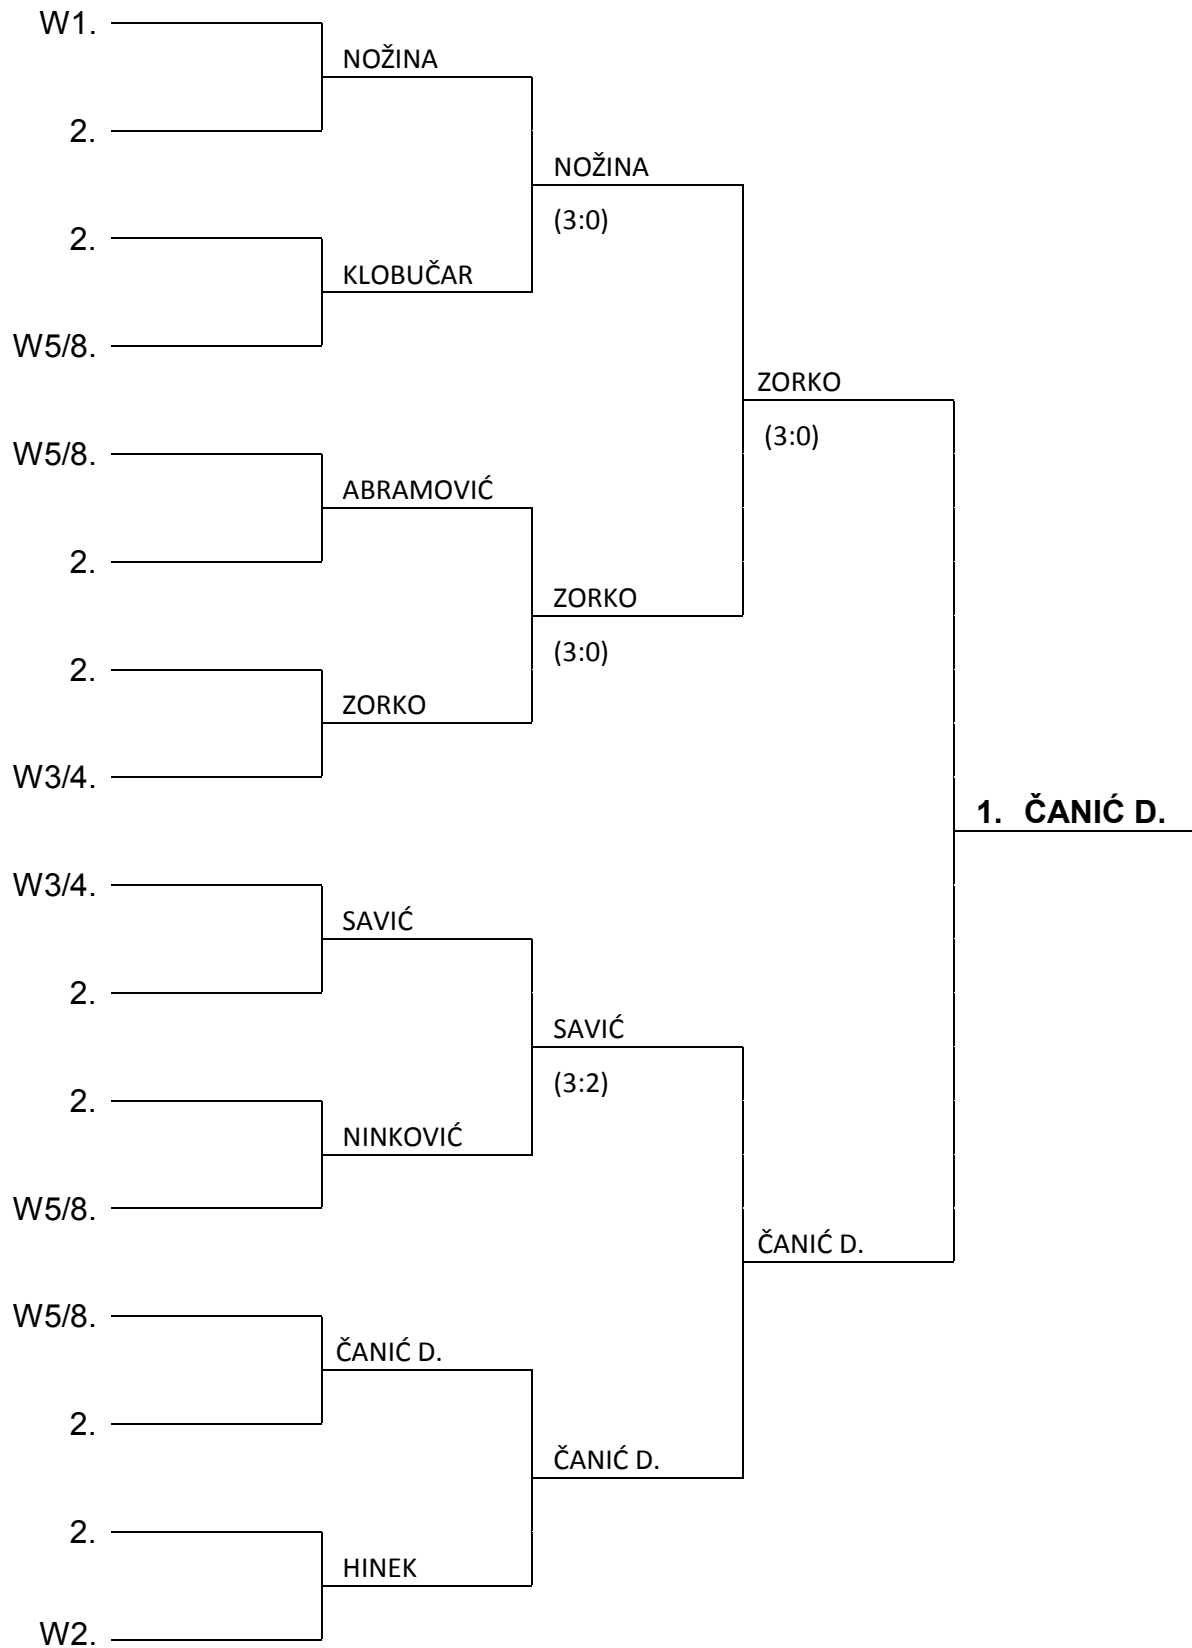 W1.
NOŽINA
2.
NOŽINA
(3:0)
2.
KLOBUČAR
W5/8.
ZORKO
(3:0)
W5/8.
ABRAMOVIĆ
2.
ZORKO
(3:0)
2.
ZORKO
W3/4.
1. ČANIĆ D.
W3/4.
SAVIĆ
2.
SAVIĆ
(3:2)
2.
NINKOVIĆ
W5/8.
ČANIĆ D.
W5/8.
ČANIĆ D.
2.
ČANIĆ D.
2.
HINEK
W2.